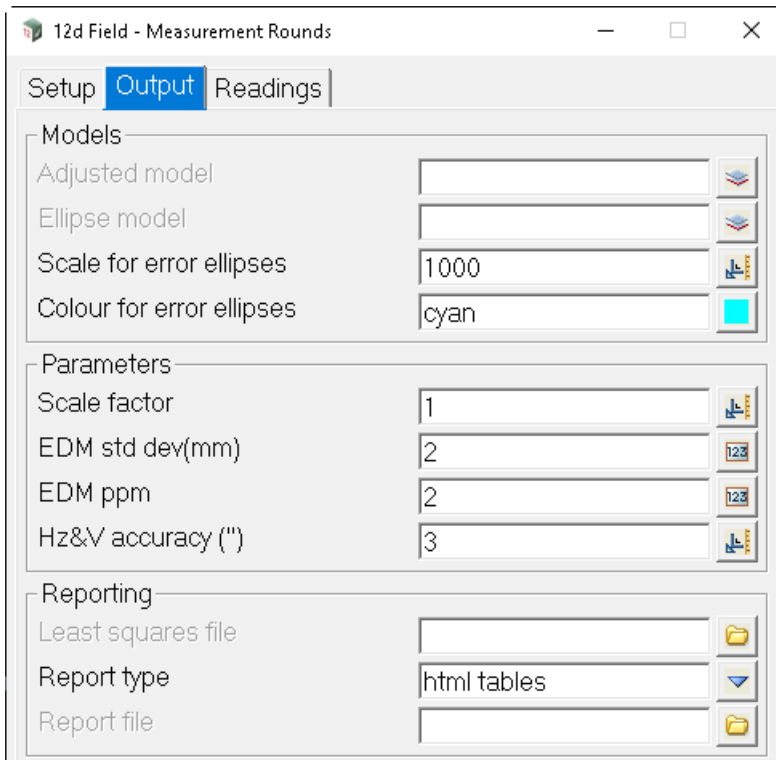 12d Field - Measurement Rounds
Setup Output Readings
Models
Adjusted model
Ellipse model
Scale for error ellipses 1000
Colour for error ellipses cyan
Parameters
Scale factor 1
EDM std dev(mm) 2
EDM ppm 2
Hz&V accuracy (") 3
Reporting
Least squares file
Report type html tables
Report file